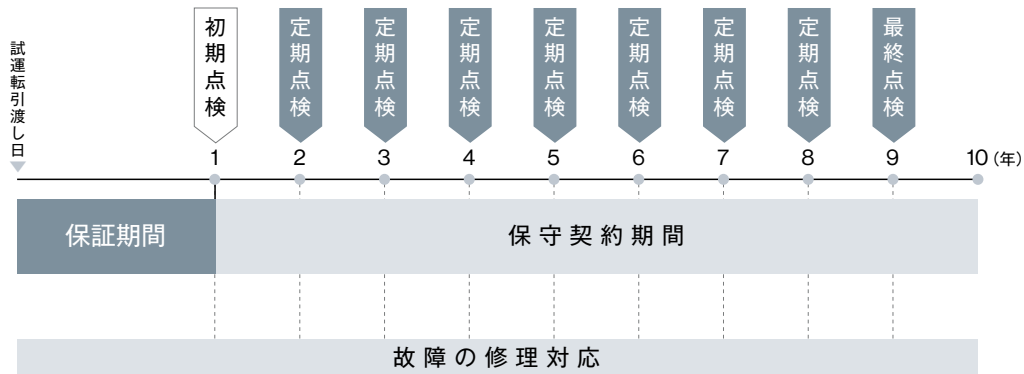 試運転引渡し日
初期点検
定期点検
定期点検
定期点検
定期点検
定期点検
定期点検
定期点検
最終点検
1 2 3 4 5 6 7 8 9 10（年）
保証期間
保守契約期間
故障の修理対応